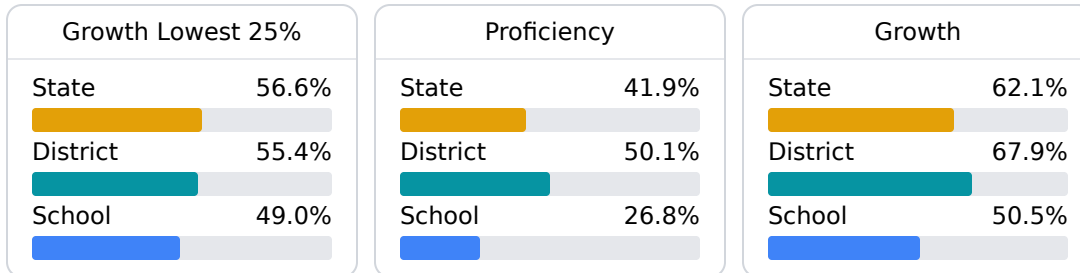 Growth Lowest 25%
State 56.6%
District 55.4%
School 49.0%
Proficiency
State 41.9%
District 50.1%
School 26.8%
Growth
State 62.1%
District 67.9%
School 50.5%